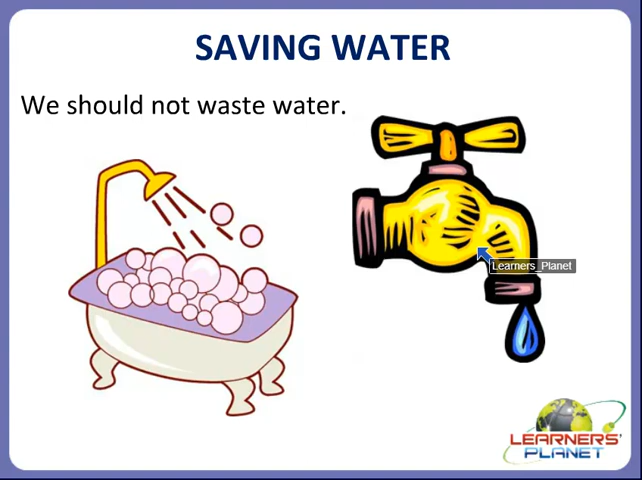 SAVING WATER
We should not waste water.
Learners_Planet
LEARNERS'
PLANET